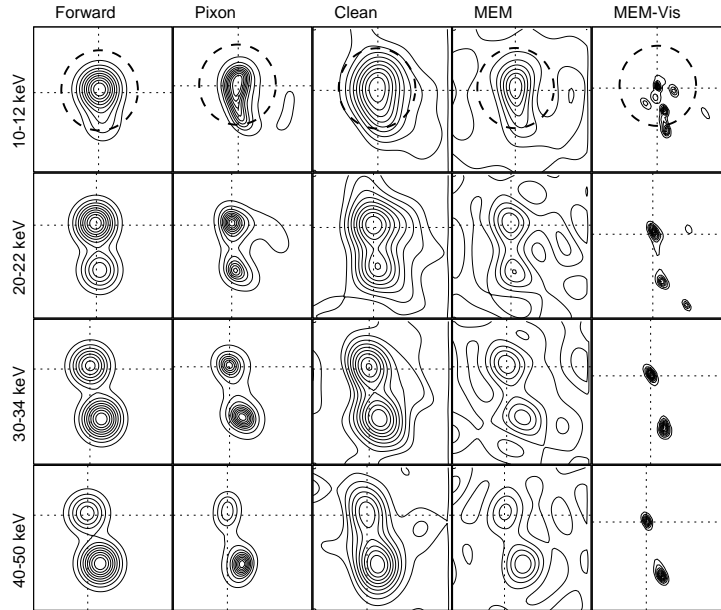 Forward Pixon Clean MEM MEM-Vis
10-12 keV
20-22 keV
30-34 keV
40-50 keV